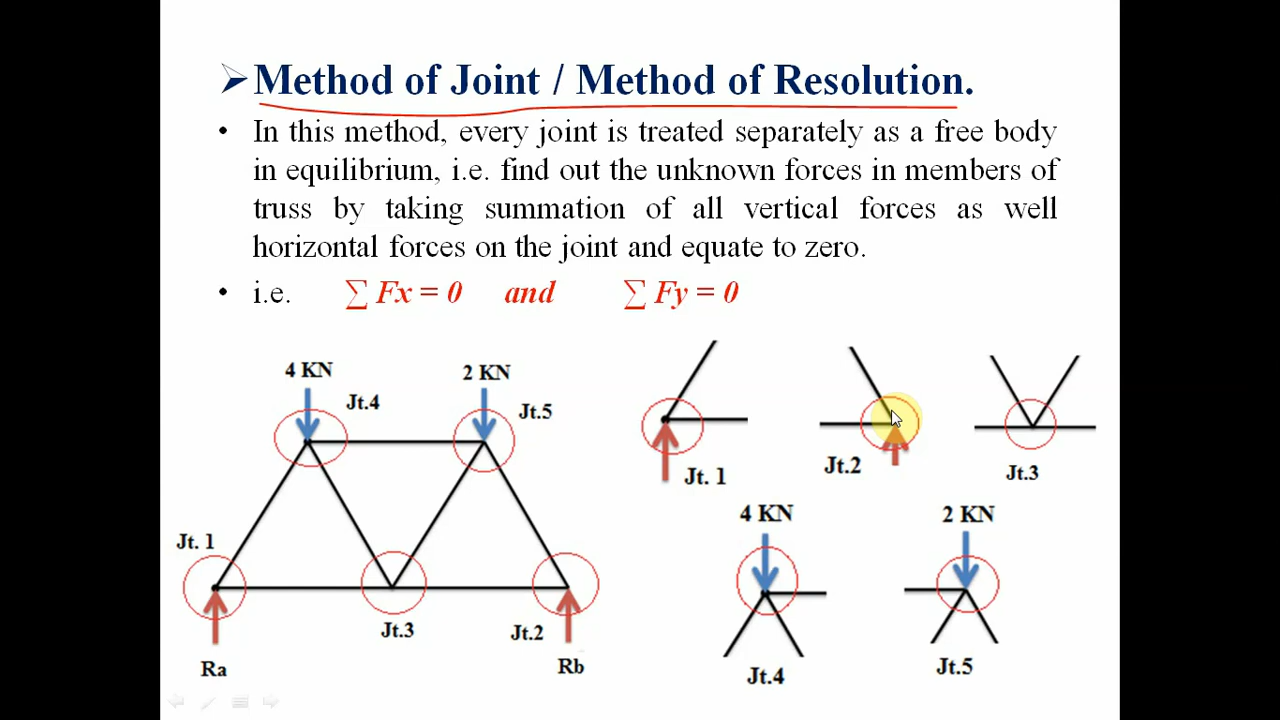 Method of Joint / Method of Resolution.
• In this method, every joint is treated separately as a free body
in equilibrium, i.e. find out the unknown forces in members of
truss by taking summation of all vertical forces as well
horizontal forces on the joint and equate to zero.
• i.e. ∑ Fx = 0 and ∑ Fy = 0
4 KN
2 KN
Jt.4
Jt.5
Jt. 1
Jt.3
Jt.2
Ra
Rb
Jt. 1
Jt.2
Jt.3
4 KN
2 KN
Jt.4
Jt.5